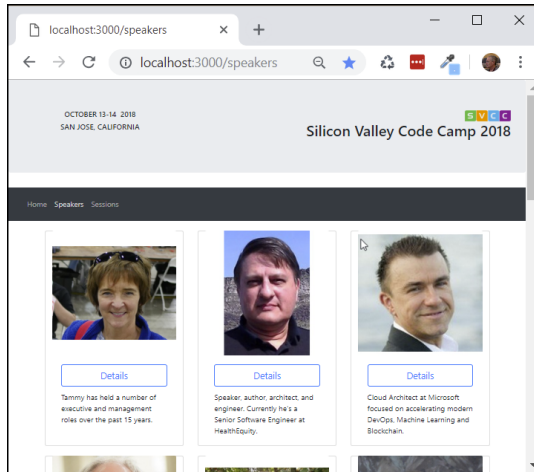 localhost:3000/speakers
localhost:3000/speakers
OCTOBER 13-14 2018
SAN JOSE, CALIFORNIA
SVCC
Silicon Valley Code Camp 2018
Home Speakers Sessions
Details
Tammy has held a number of
executive and management
roles over the past 15 years.
Details
Speaker, author, architect, and
engineer. Currently he's a
Senior Software Engineer at
HealthEquity.
Details
Cloud Architect at Microsoft
focused on accelerating modern
DevOps, Machine Learning and
Blockchain.